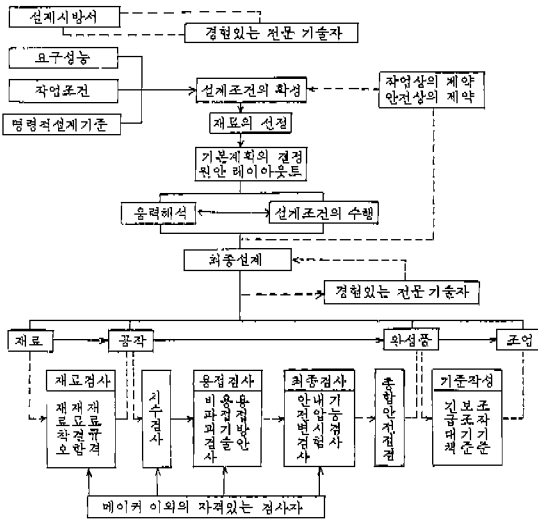 설계시방서
경험있는 전문 기술자
요구성능
작업조건
명령적설계기준
설계조건의 확정
작업상의 제약
안전상의 제약
재료의 선정
기본계획의 결정
원안 레이아웃트
응력해석
설계조건의 수행
최종설계
경험있는 전문 기술자
재료
공작
완성품
조업
재료검사
재료착오
재료결합
재료규격
치수검사
용접검사
비파괴검사
용접기술
용접방안
최종검사
안전변검사
내압시험
기능검사
종합안전점검
기준작성
긴급대책
보조기준
조작기준
메이커 이외의 자격있는 검사자